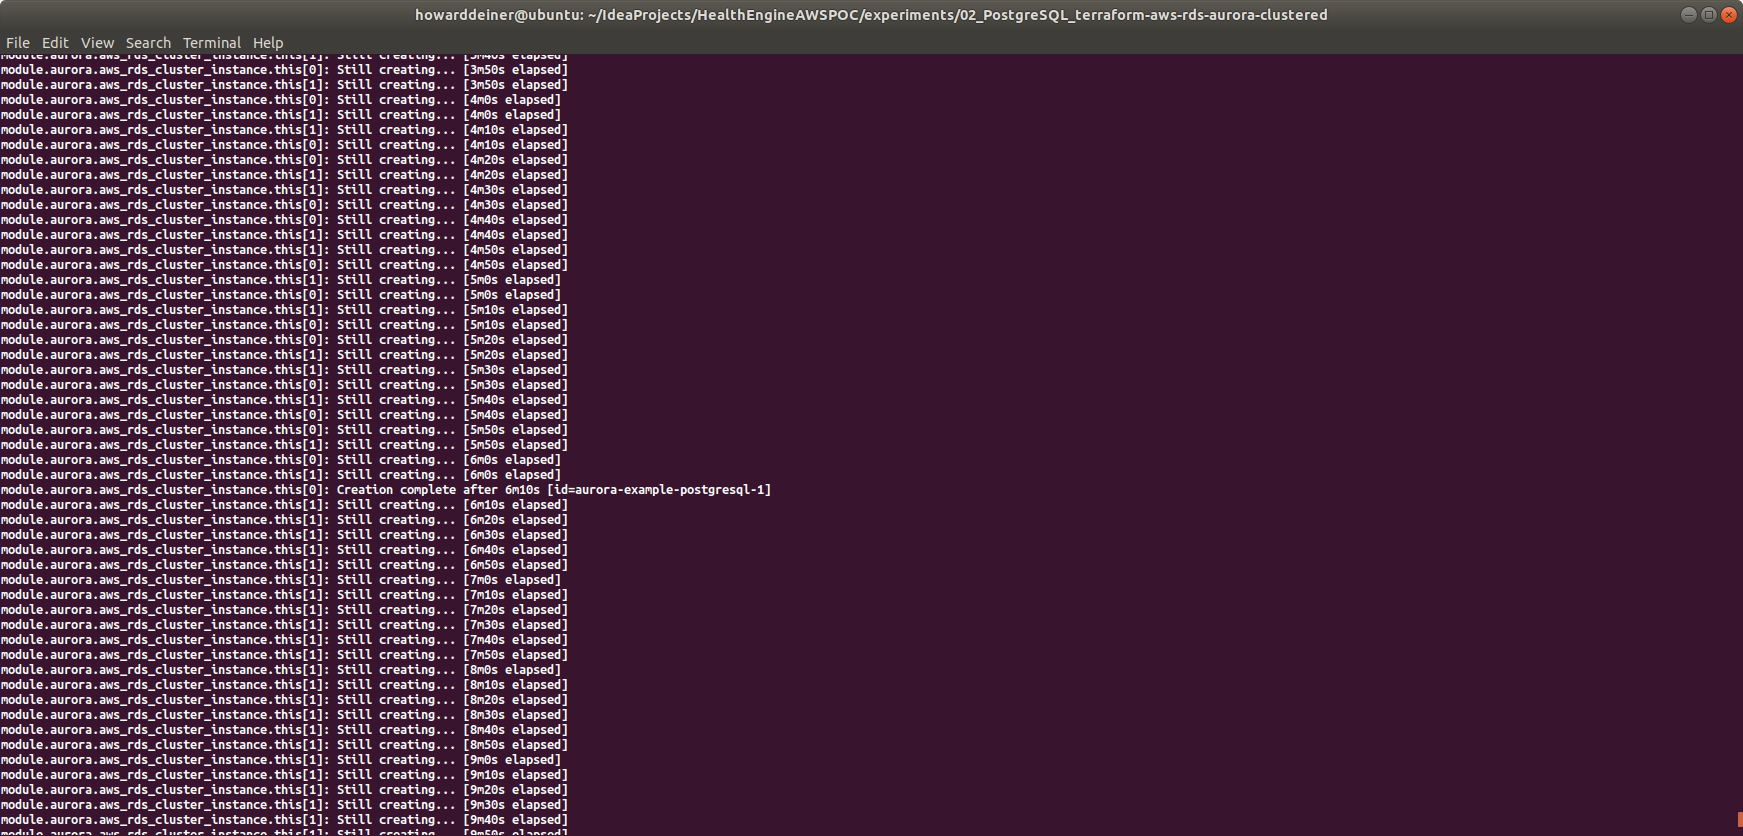 howarddeiner@ubuntu: ~/IdeaProjects/HealthEngineAWSPOC/experiments/02_PostgreSQL_terraform-aws-rds-aurora-clustered
File Edit View Search Terminal Help
module.aurora.aws_rds_cluster_instance.this[1]: Still creating... [3m40s elapsed]
module.aurora.aws_rds_cluster_instance.this[0]: Still creating... [3m50s elapsed]
module.aurora.aws_rds_cluster_instance.this[1]: Still creating... [3m50s elapsed]
module.aurora.aws_rds_cluster_instance.this[0]: Still creating... [4m0s elapsed]
module.aurora.aws_rds_cluster_instance.this[1]: Still creating... [4m0s elapsed]
module.aurora.aws_rds_cluster_instance.this[1]: Still creating... [4m10s elapsed]
module.aurora.aws_rds_cluster_instance.this[0]: Still creating... [4m10s elapsed]
module.aurora.aws_rds_cluster_instance.this[0]: Still creating... [4m20s elapsed]
module.aurora.aws_rds_cluster_instance.this[1]: Still creating... [4m20s elapsed]
module.aurora.aws_rds_cluster_instance.this[1]: Still creating... [4m30s elapsed]
module.aurora.aws_rds_cluster_instance.this[0]: Still creating... [4m30s elapsed]
module.aurora.aws_rds_cluster_instance.this[0]: Still creating... [4m40s elapsed]
module.aurora.aws_rds_cluster_instance.this[1]: Still creating... [4m40s elapsed]
module.aurora.aws_rds_cluster_instance.this[1]: Still creating... [4m50s elapsed]
module.aurora.aws_rds_cluster_instance.this[0]: Still creating... [4m50s elapsed]
module.aurora.aws_rds_cluster_instance.this[1]: Still creating... [5m0s elapsed]
module.aurora.aws_rds_cluster_instance.this[0]: Still creating... [5m0s elapsed]
module.aurora.aws_rds_cluster_instance.this[1]: Still creating... [5m10s elapsed]
module.aurora.aws_rds_cluster_instance.this[0]: Still creating... [5m10s elapsed]
module.aurora.aws_rds_cluster_instance.this[0]: Still creating... [5m20s elapsed]
module.aurora.aws_rds_cluster_instance.this[1]: Still creating... [5m20s elapsed]
module.aurora.aws_rds_cluster_instance.this[1]: Still creating... [5m30s elapsed]
module.aurora.aws_rds_cluster_instance.this[0]: Still creating... [5m30s elapsed]
module.aurora.aws_rds_cluster_instance.this[1]: Still creating... [5m40s elapsed]
module.aurora.aws_rds_cluster_instance.this[0]: Still creating... [5m40s elapsed]
module.aurora.aws_rds_cluster_instance.this[0]: Still creating... [5m50s elapsed]
module.aurora.aws_rds_cluster_instance.this[1]: Still creating... [5m50s elapsed]
module.aurora.aws_rds_cluster_instance.this[0]: Still creating... [6m0s elapsed]
module.aurora.aws_rds_cluster_instance.this[1]: Still creating... [6m0s elapsed]
module.aurora.aws_rds_cluster_instance.this[0]: Creation complete after 6m10s [id=aurora-example-postgresql-1]
module.aurora.aws_rds_cluster_instance.this[1]: Still creating... [6m10s elapsed]
module.aurora.aws_rds_cluster_instance.this[1]: Still creating... [6m20s elapsed]
module.aurora.aws_rds_cluster_instance.this[1]: Still creating... [6m30s elapsed]
module.aurora.aws_rds_cluster_instance.this[1]: Still creating... [6m40s elapsed]
module.aurora.aws_rds_cluster_instance.this[1]: Still creating... [6m50s elapsed]
module.aurora.aws_rds_cluster_instance.this[1]: Still creating... [7m0s elapsed]
module.aurora.aws_rds_cluster_instance.this[1]: Still creating... [7m10s elapsed]
module.aurora.aws_rds_cluster_instance.this[1]: Still creating... [7m20s elapsed]
module.aurora.aws_rds_cluster_instance.this[1]: Still creating... [7m30s elapsed]
module.aurora.aws_rds_cluster_instance.this[1]: Still creating... [7m40s elapsed]
module.aurora.aws_rds_cluster_instance.this[1]: Still creating... [7m50s elapsed]
module.aurora.aws_rds_cluster_instance.this[1]: Still creating... [8m0s elapsed]
module.aurora.aws_rds_cluster_instance.this[1]: Still creating... [8m10s elapsed]
module.aurora.aws_rds_cluster_instance.this[1]: Still creating... [8m20s elapsed]
module.aurora.aws_rds_cluster_instance.this[1]: Still creating... [8m30s elapsed]
module.aurora.aws_rds_cluster_instance.this[1]: Still creating... [8m40s elapsed]
module.aurora.aws_rds_cluster_instance.this[1]: Still creating... [8m50s elapsed]
module.aurora.aws_rds_cluster_instance.this[1]: Still creating... [9m0s elapsed]
module.aurora.aws_rds_cluster_instance.this[1]: Still creating... [9m10s elapsed]
module.aurora.aws_rds_cluster_instance.this[1]: Still creating... [9m20s elapsed]
module.aurora.aws_rds_cluster_instance.this[1]: Still creating... [9m30s elapsed]
module.aurora.aws_rds_cluster_instance.this[1]: Still creating... [9m40s elapsed]
module.aurora.aws_rds_cluster_instance.this[1]: Still creating... [9m50s elapsed]